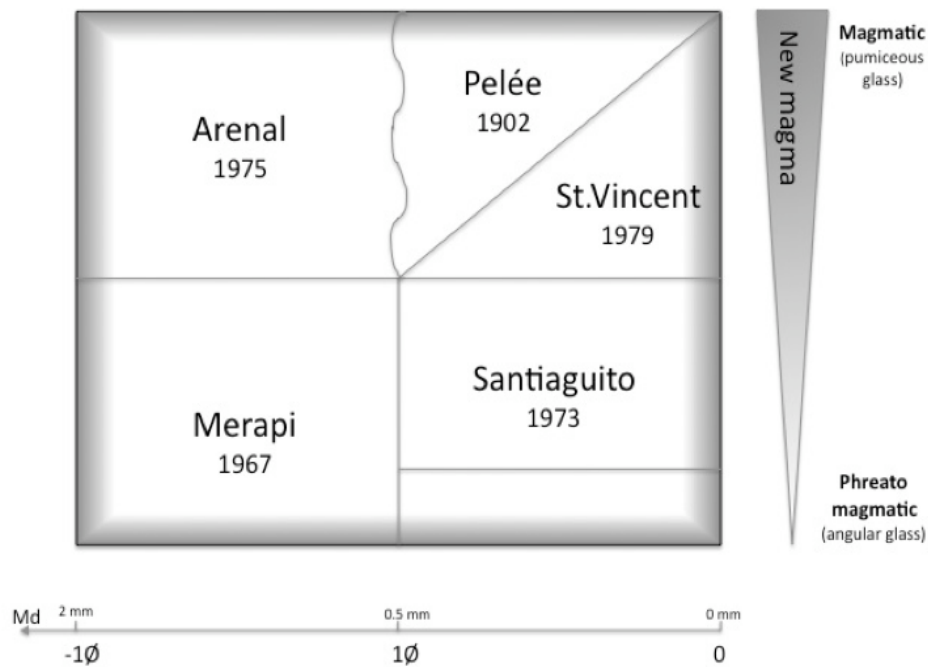 Arenal
1975
Pelée
1902
St.Vincent
1979
Merapi
1967
Santiaguito
1973
New magma
Magmatic
(pumiceous
glass)
Phreato
magmatic
(angular glass)
Md
2 mm
0.5 mm
0 mm
-1Ø
1Ø
0